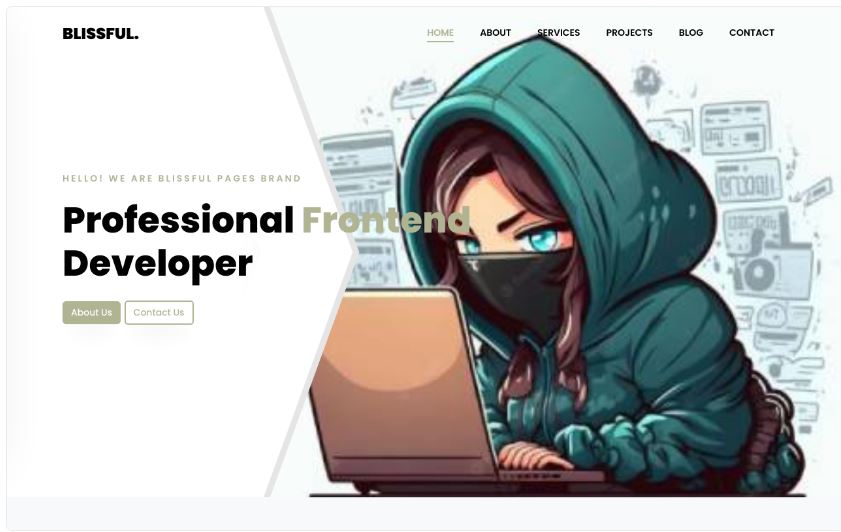 BLISSFUL.
HOME ABOUT SERVICES PROJECTS BLOG CONTACT
HELLO! WE ARE BLISSFUL PAGES BRAND
Professional Frontend
Developer
About Us Contact Us